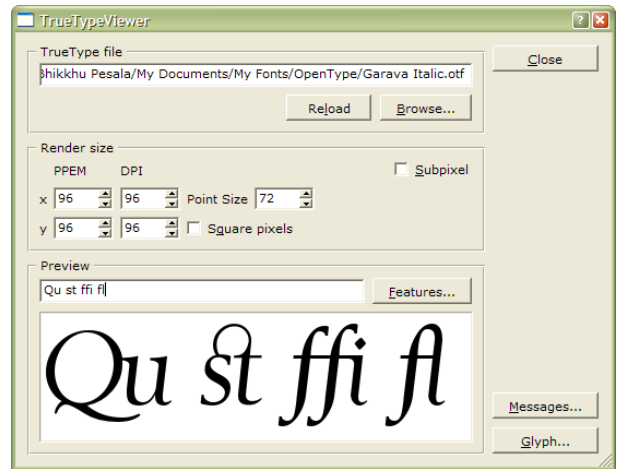 TrueTypeViewer
TrueType file
Bhikkhu Pesala/My Documents/My Fonts/OpenType/Garava Italic.otf
Close
Reload
Browse...
Render size
PPEM
DPI
Subpixel
x 96 96 Point Size 72
y 96 96 Square pixels
Preview
Qu st ffi fl
Features...
Qu st ffi fl
Messages...
Glyph...